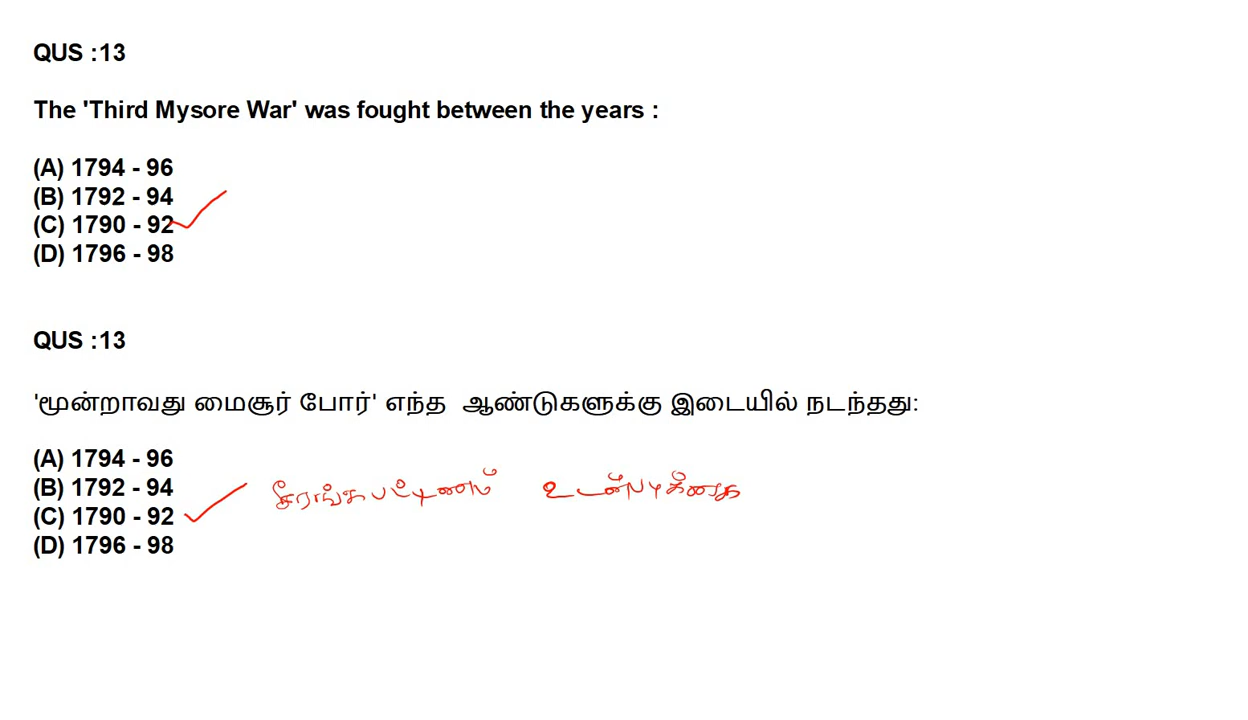 QUS :13
The 'Third Mysore War' was fought between the years :
(A) 1794 - 96
(B) 1792 - 94
(C) 1790 - 92
(D) 1796 - 98
QUS :13
'மூன்றாவது மைசூர் போர்' எந்த ஆண்டுகளுக்கு இடையில் நடந்தது:
(A) 1794 - 96
(B) 1792 - 94
(C) 1790 - 92 சீரங்கபட்டிணம் உடன்படிக்கை
(D) 1796 - 98